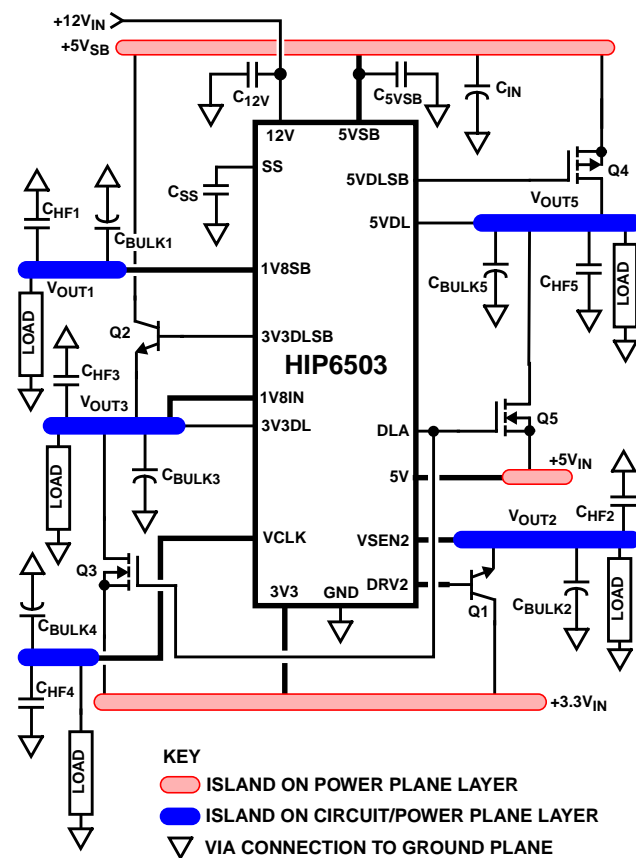 +12VIN
+5VSB
C12V
C5VSB
CIN
12V
5VSB
SS
CSS
5VDLSB
Q4
CHF1
CBULK1
5VDL
VOUT5
1V8SB
VOUT1
CBULK5
CHF5
LOAD
LOAD
Q2
3V3DLSB
HIP6503
CHF3
VOUT3
1V8IN
3V3DL
DLA
Q5
+5VIN
5V
LOAD
CBULK3
VOUT2
CHF2
VCLK
VSEN2
Q3
3V3
GND
DRV2
Q1
CBULK2
LOAD
CBULK4
CHF4
+3.3VIN
LOAD
KEY
ISLAND ON POWER PLANE LAYER
ISLAND ON CIRCUIT/POWER PLANE LAYER
VIA CONNECTION TO GROUND PLANE